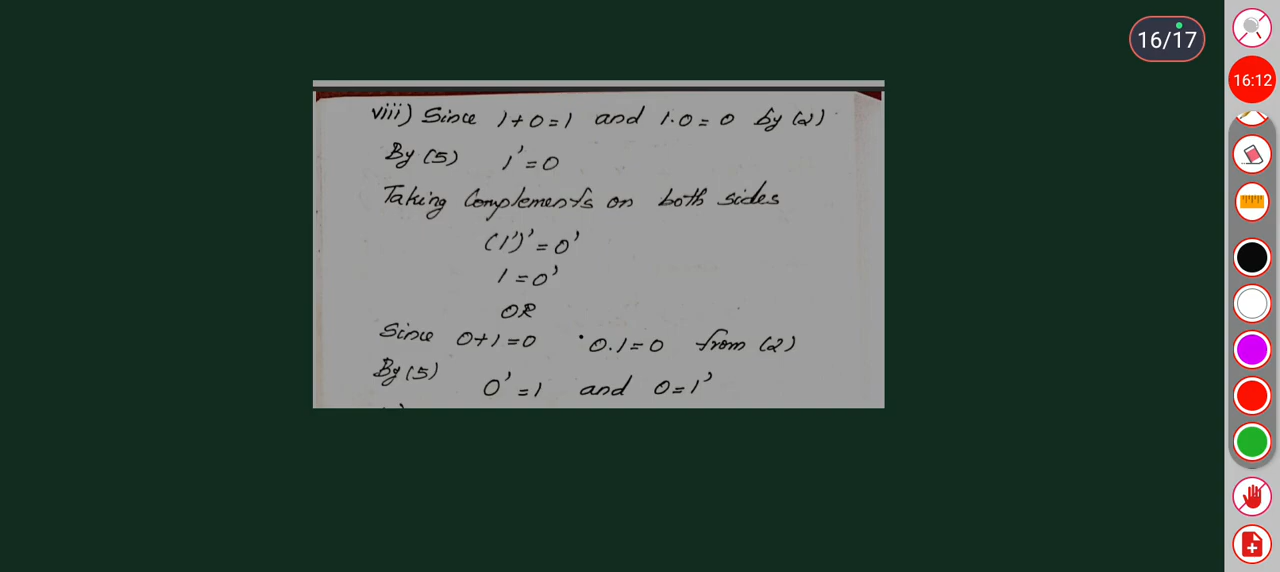 16/17
16:12
viii) Since 1+0=1 and 1·0=0 by (2)
By (5) 1'=0
Taking Complements on both sides
(1')'=0'
1=0'
OR
Since 0+1=0 0.1=0 from (2)
By (5) 0'=1 and 0=1'